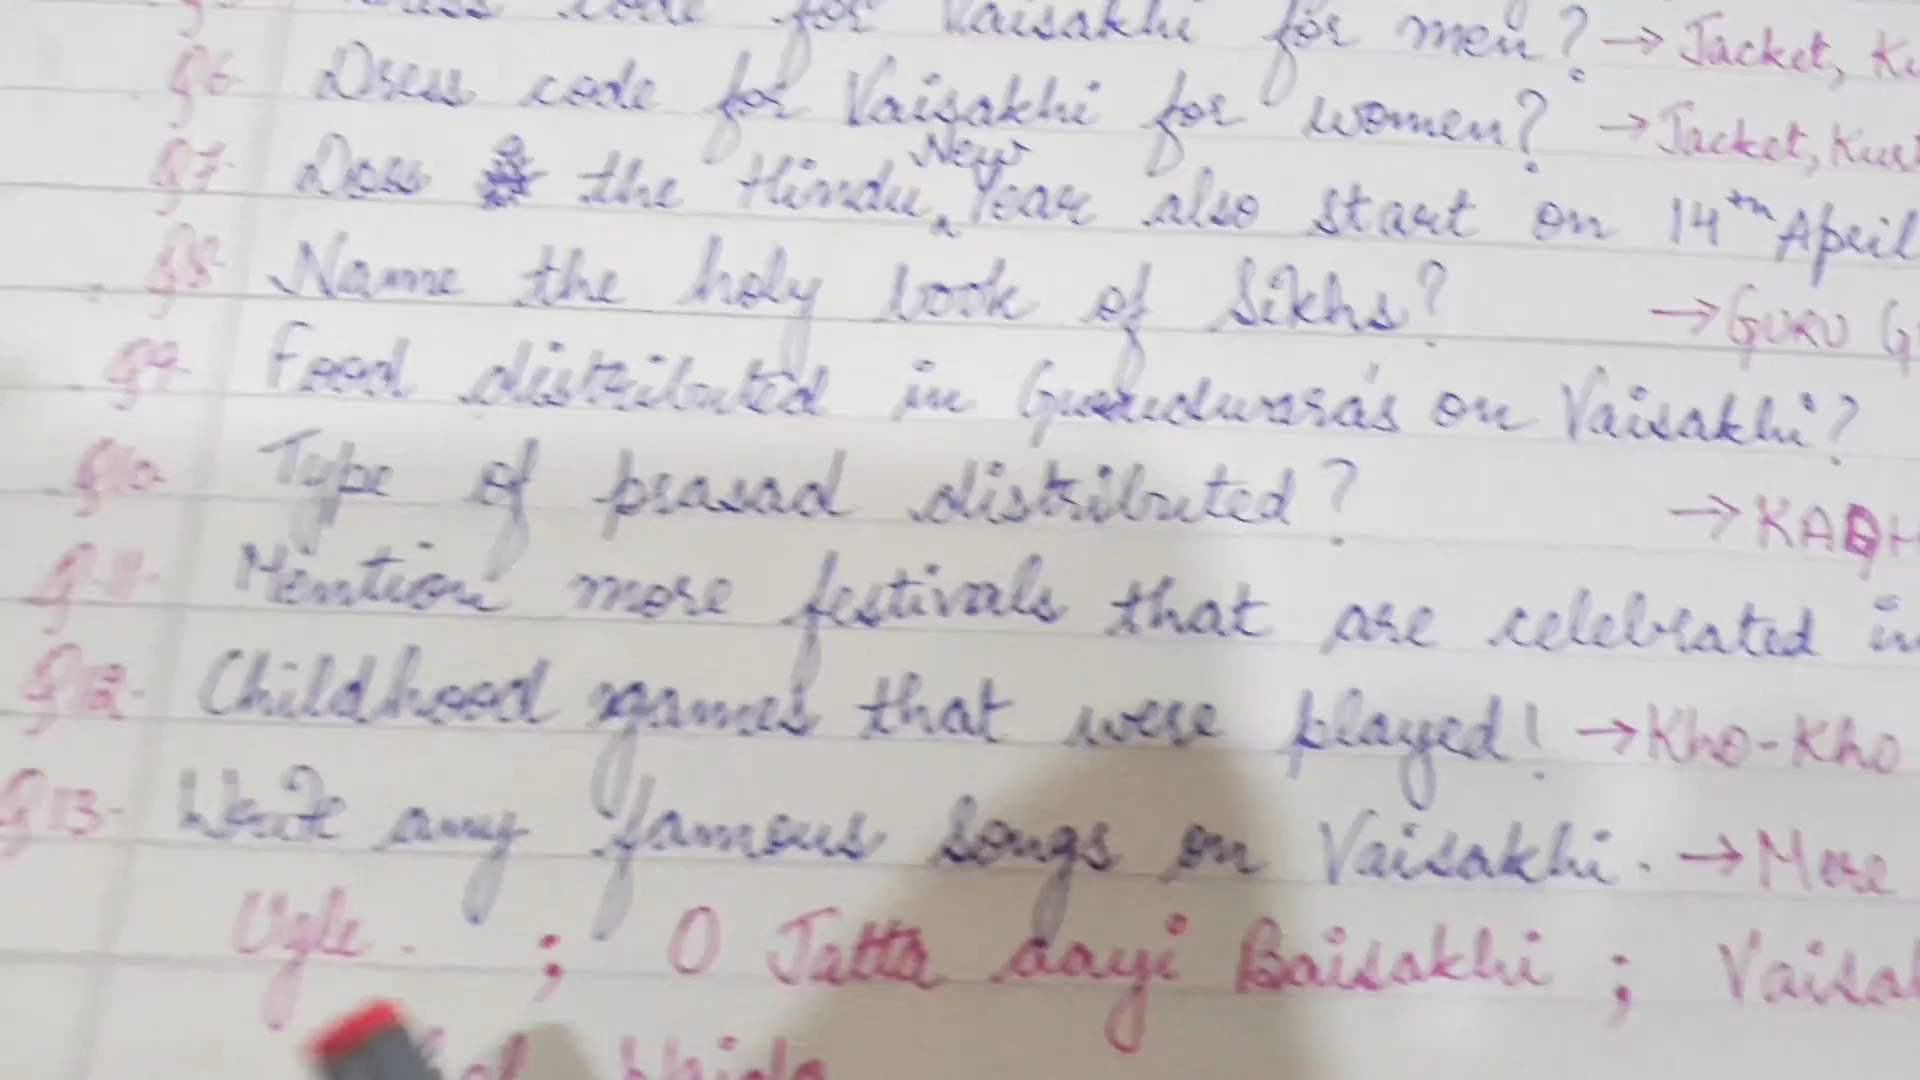 code for Vaisakhi for men? → Jacket,
Q6 Dress code for Vaisakhi for women? → Jacket,
Q7- Does the Hindu New Year also start on 14th April
Q8- Name the holy book of Sikhs? → GURU
Q9- Food distributed in Gurudwara's on Vaisakhi?
Q10 Type of prasad distributed? →
Q-11- Mention more festivals that are celebrated in
Q12- Childhood games that were played! → Kho-Kho
Q13- Write any famous songs on Vaisakhi. → More
Ugle. ; O Jatta aayi Baisakhi ;